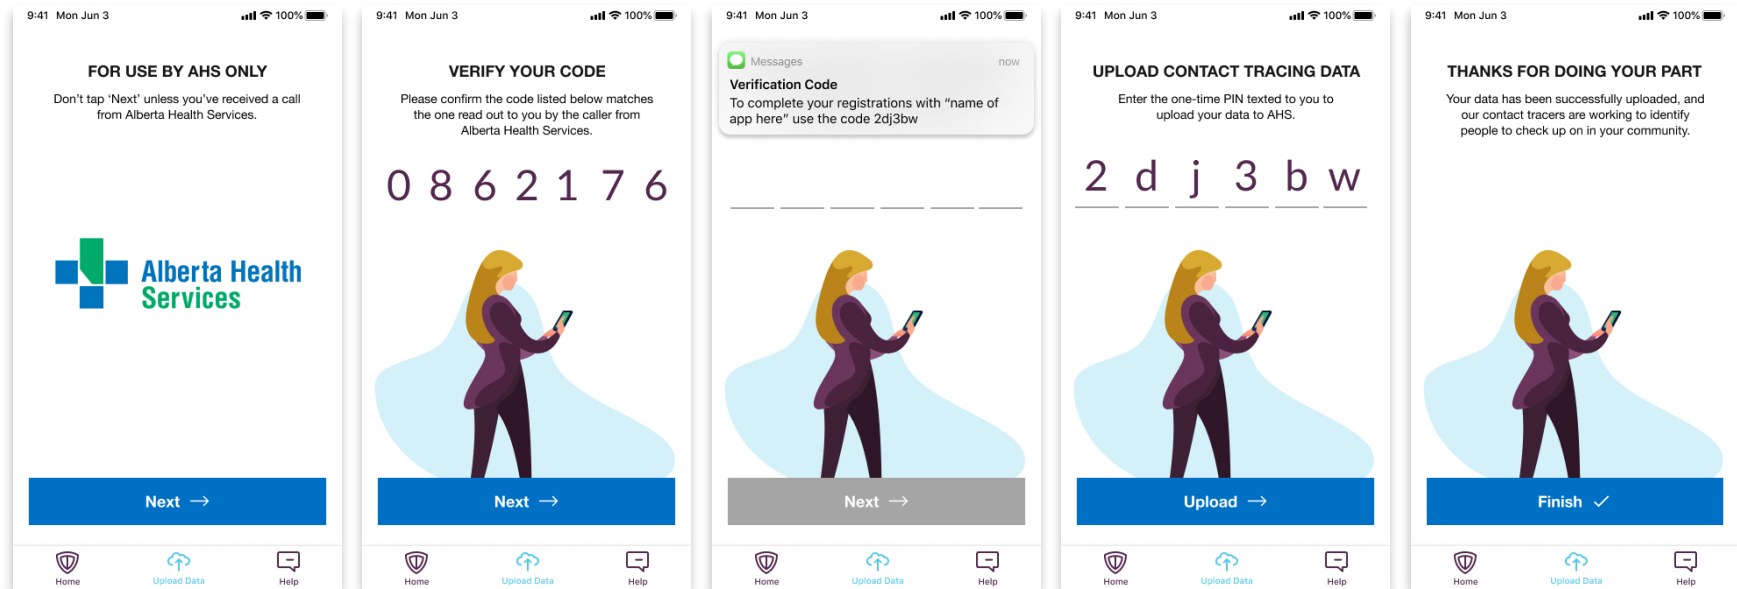 9:41 Mon Jun 3 100%
FOR USE BY AHS ONLY
Don't tap ‘Next’ unless you've received a call
from Alberta Health Services.
Alberta Health
Services
Next →
Home
Upload Data
Help
9:41 Mon Jun 3 100%
VERIFY YOUR CODE
Please confirm the code listed below matches
the one read out to you by the caller from
Alberta Health Services.
0 8 6 2 1 7 6
Next →
Home
Upload Data
Help
9:41 Mon Jun 3 100%
Messages now
Verification Code
To complete your registrations with “name of
app here” use the code 2dj3bw
Next →
Home
Upload Data
Help
9:41 Mon Jun 3 100%
UPLOAD CONTACT TRACING DATA
Enter the one-time PIN texted to you to
upload your data to AHS.
2 d j 3 b w
Upload →
Home
Upload Data
Help
9:41 Mon Jun 3 100%
THANKS FOR DOING YOUR PART
Your data has been successfully uploaded, and
our contact tracers are working to identify
people to check up on in your community.
Finish ✓
Home
Upload Data
Help